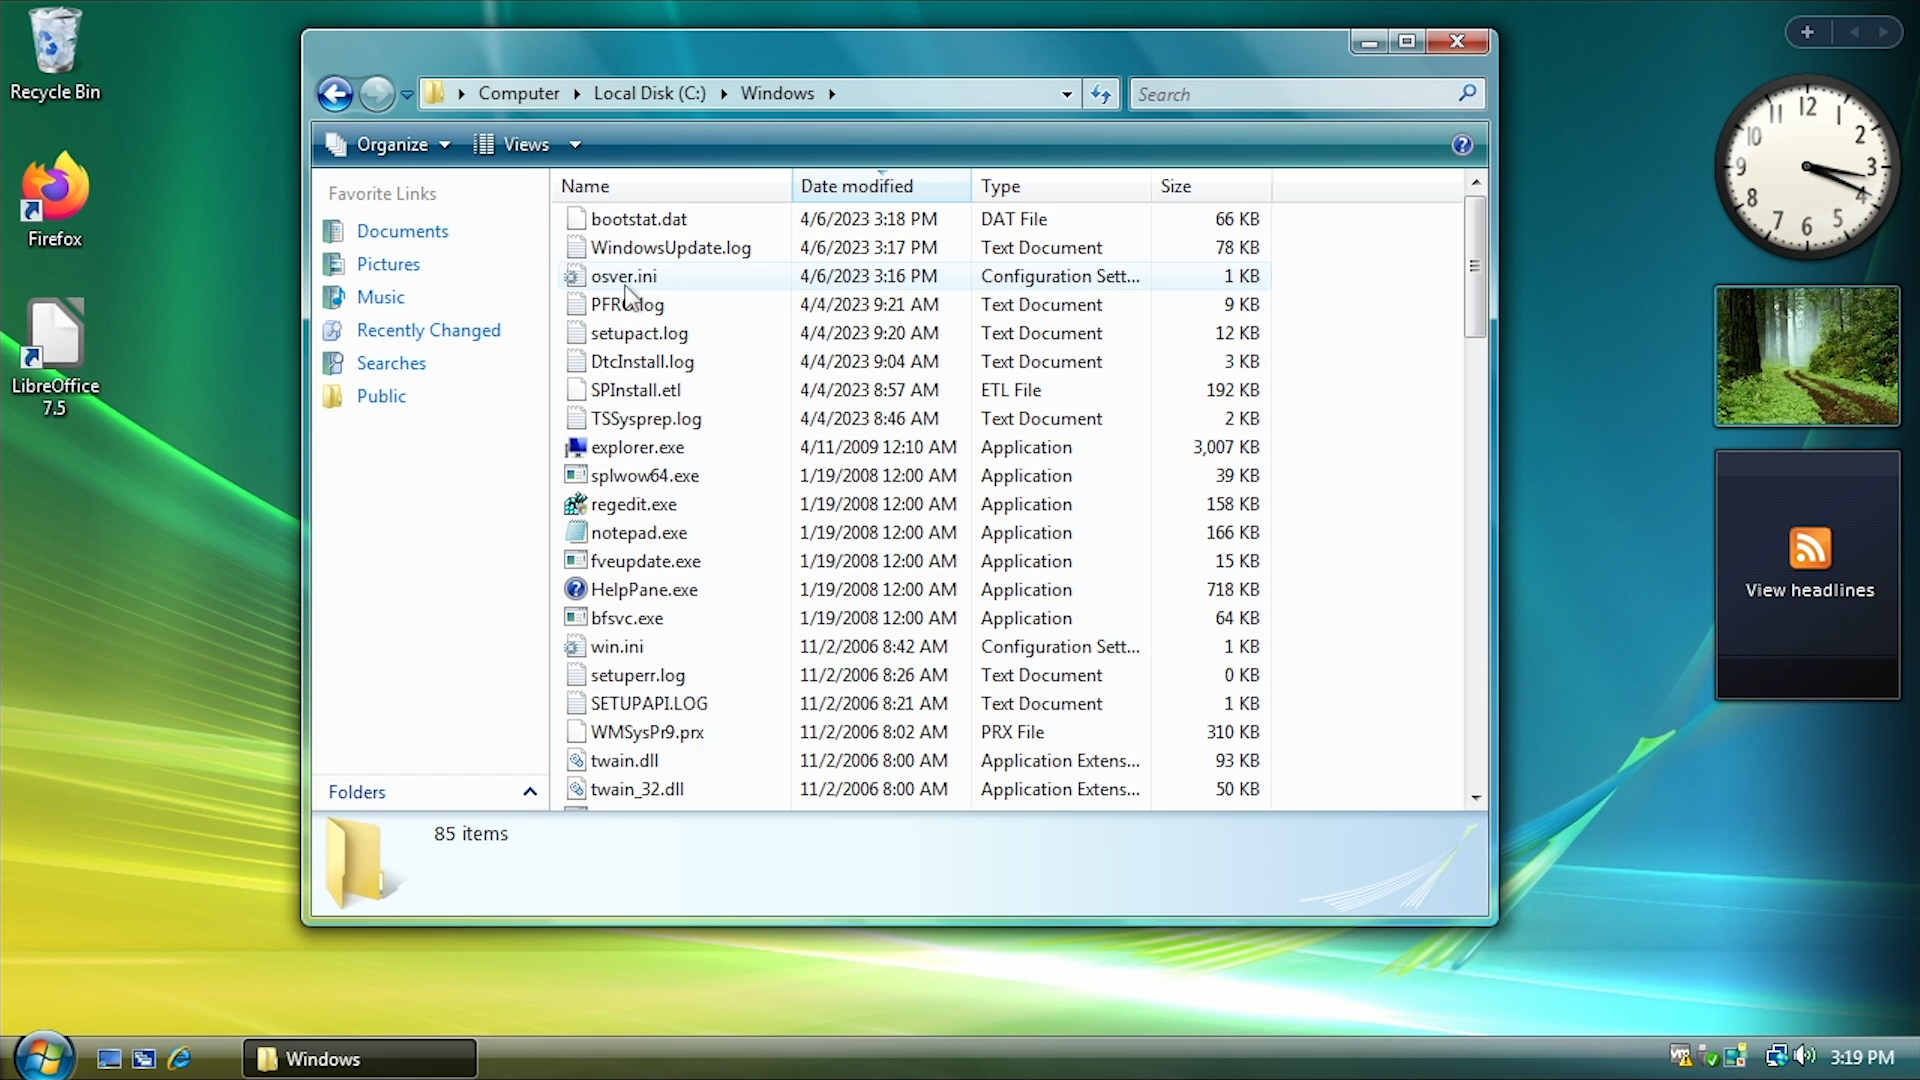 Recycle Bin
Firefox
LibreOffice
7.5
Computer Local Disk (C:) Windows
Search
Organize Views
Favorite Links
Documents
Pictures
Music
Recently Changed
Searches
Public
Folders
Name Date modified Type Size
bootstat.dat 4/6/2023 3:18 PM DAT File 66 KB
WindowsUpdate.log 4/6/2023 3:17 PM Text Document 78 KB
osver.ini 4/6/2023 3:16 PM Configuration Sett... 1 KB
4/4/2023 9:21 AM Text Document 9 KB
setupact.log 4/4/2023 9:20 AM Text Document 12 KB
DtcInstall.log 4/4/2023 9:04 AM Text Document 3 KB
SPInstall.etl 4/4/2023 8:57 AM ETL File 192 KB
TSSysprep.log 4/4/2023 8:46 AM Text Document 2 KB
explorer.exe 4/11/2009 12:10 AM Application 3,007 KB
splwow64.exe 1/19/2008 12:00 AM Application 39 KB
regedit.exe 1/19/2008 12:00 AM Application 158 KB
notepad.exe 1/19/2008 12:00 AM Application 166 KB
fveupdate.exe 1/19/2008 12:00 AM Application 15 KB
HelpPane.exe 1/19/2008 12:00 AM Application 718 KB
bfsvc.exe 1/19/2008 12:00 AM Application 64 KB
win.ini 11/2/2006 8:42 AM Configuration Sett... 1 KB
setuperr.log 11/2/2006 8:26 AM Text Document 0 KB
SETUPAPI.LOG 11/2/2006 8:21 AM Text Document 1 KB
WMSysPr9.prx 11/2/2006 8:02 AM PRX File 310 KB
twain.dll 11/2/2006 8:00 AM Application Extens... 93 KB
twain_32.dll 11/2/2006 8:00 AM Application Extens... 50 KB
85 items
12 1 2 3 4 5 6 7 8 9 10 11
View headlines
Windows
3:19 PM